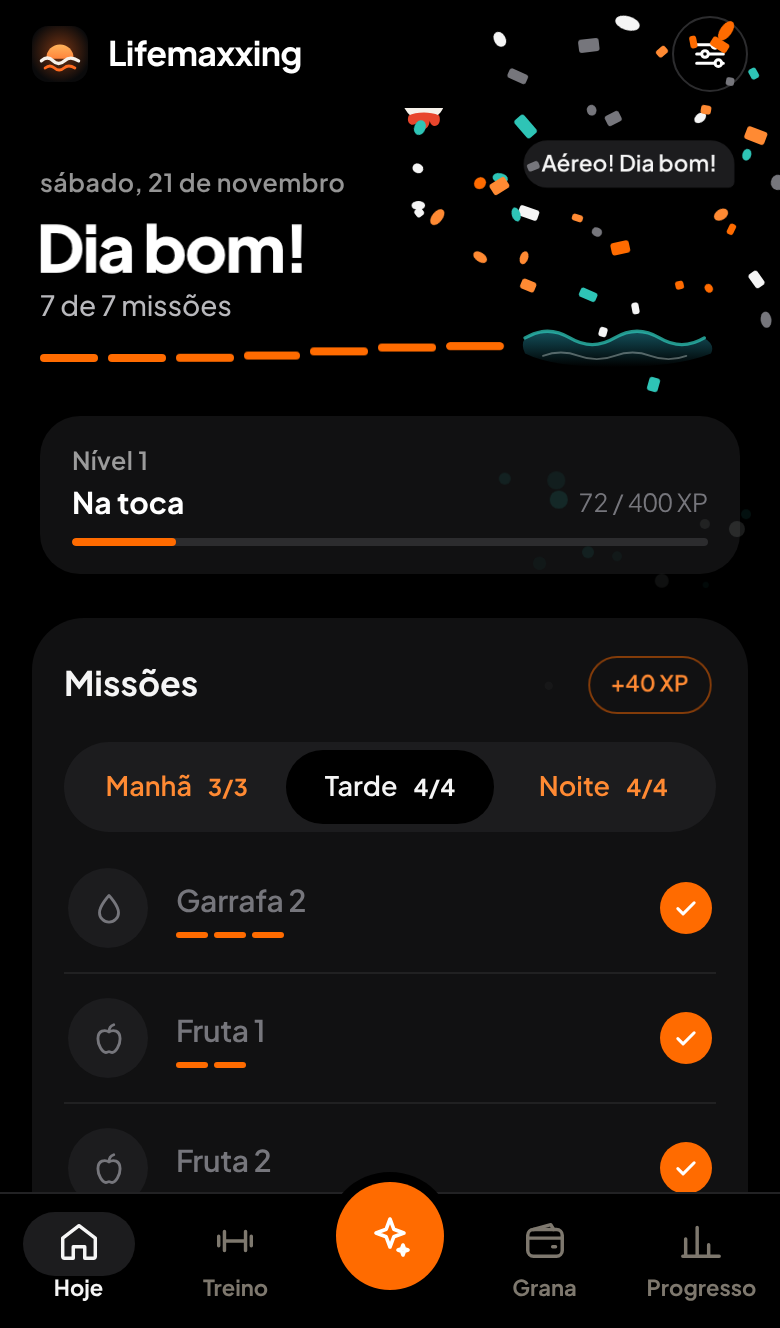 Lifemaxxing
Aéreo! Dia bom!
sábado, 21 de novembro
Dia bom!
7 de 7 missões
Nível 1
Na toca
72 / 400 XP
Missões
+40 XP
Manhã 3/3
Tarde 4/4
Noite 4/4
Garrafa 2
Fruta 1
Fruta 2
Hoje
Treino
Grana
Progresso